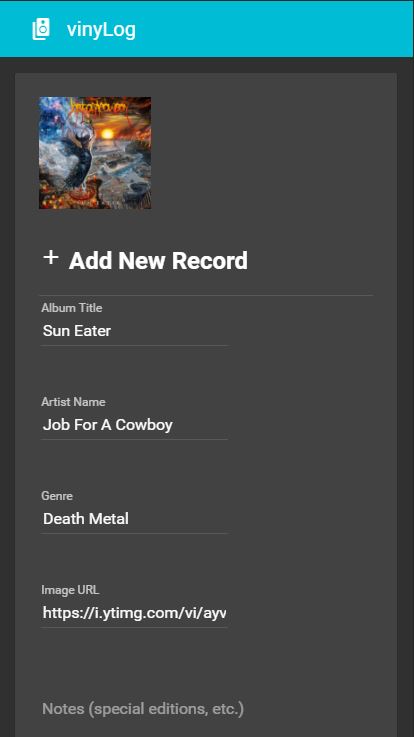 vinyLog
+ Add New Record
Album Title
Sun Eater
Artist Name
Job For A Cowboy
Genre
Death Metal
Image URL
https://i.ytimg.com/vi/ayv
Notes (special editions, etc.)